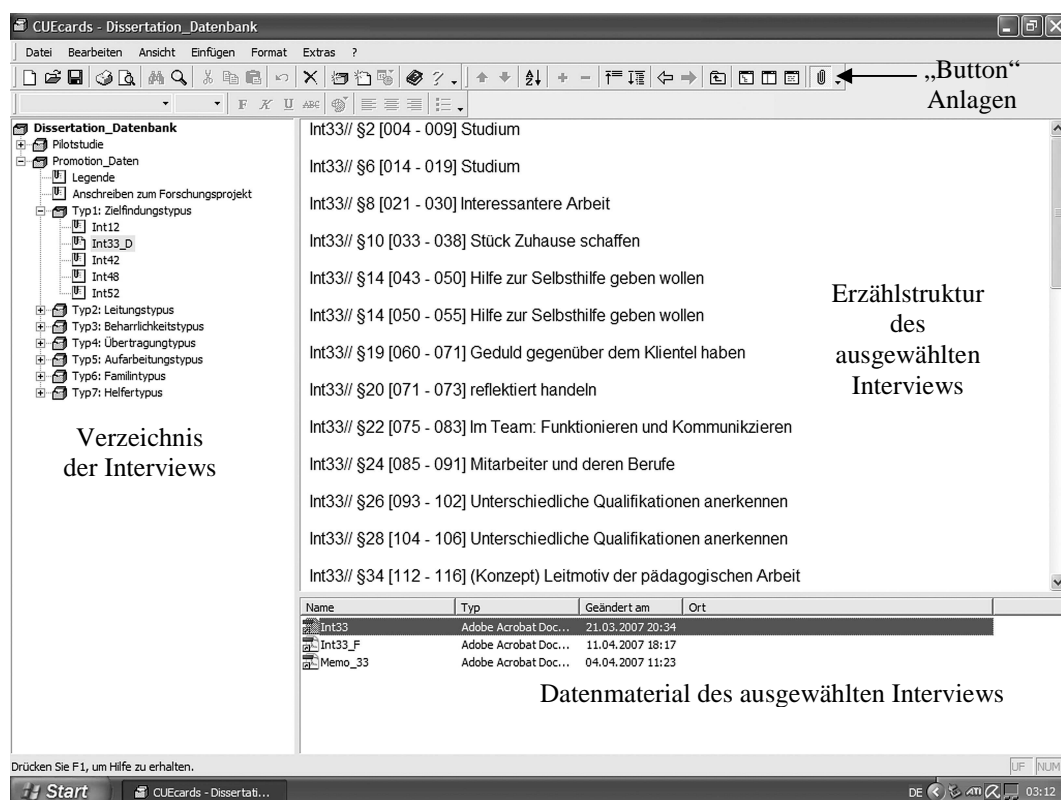 CUEcards - Dissertation_Datenbank
Datei Bearbeiten Ansicht Einfügen Format Extras ?
„Button“
Anlagen
F K U ABC
Dissertation_Datenbank
Pilotstudie
Promotion_Daten
Legende
Anschreiben zum Forschungsprojekt
Typ1: Zielfindungstypus
Int12
Int33_D
Int42
Int48
Int52
Typ2: Leitungstypus
Typ3: Beharrlichkeitstypus
Typ4: Übertragungtypus
Typ5: Aufarbeitungstypus
Typ6: Familintypus
Typ7: Helfertypus
Verzeichnis
der Interviews
Int33// §2 [004 - 009] Studium
Int33// §6 [014 - 019] Studium
Int33// §8 [021 - 030] Interessantere Arbeit
Int33// §10 [033 - 038] Stück Zuhause schaffen
Int33// §14 [043 - 050] Hilfe zur Selbsthilfe geben wollen
Int33// §14 [050 - 055] Hilfe zur Selbsthilfe geben wollen
Int33// §19 [060 - 071] Geduld gegenüber dem Klientel haben
Int33// §20 [071 - 073] reflektiert handeln
Int33// §22 [075 - 083] Im Team: Funktionieren und Kommunikzieren
Int33// §24 [085 - 091] Mitarbeiter und deren Berufe
Int33// §26 [093 - 102] Unterschiedliche Qualifikationen anerkennen
Int33// §28 [104 - 106] Unterschiedliche Qualifikationen anerkennen
Int33// §34 [112 - 116] (Konzept) Leitmotiv der pädagogischen Arbeit
Erzählstruktur
des
ausgewählten
Interviews
Name Typ Geändert am Ort
Int33 Adobe Acrobat Doc... 21.03.2007 20:34
Int33_F Adobe Acrobat Doc... 11.04.2007 18:17
Memo_33 Adobe Acrobat Doc... 04.04.2007 11:23
Datenmaterial des ausgewählten Interviews
Drücken Sie F1, um Hilfe zu erhalten.
UF NUM
Start CUEcards - Dissertati... DE ATI 03:12